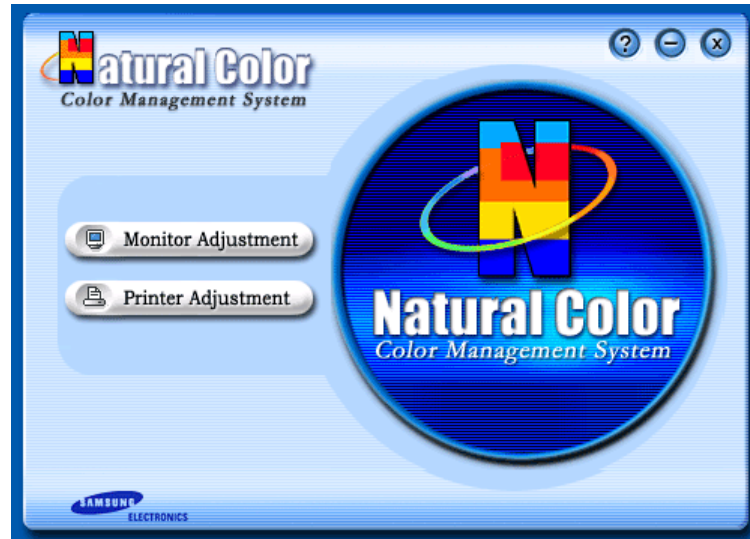 Natural Color
Color Management System
?
Monitor Adjustment
Printer Adjustment
N
Natural Color
Color Management System
SAMSUNG
ELECTRONICS